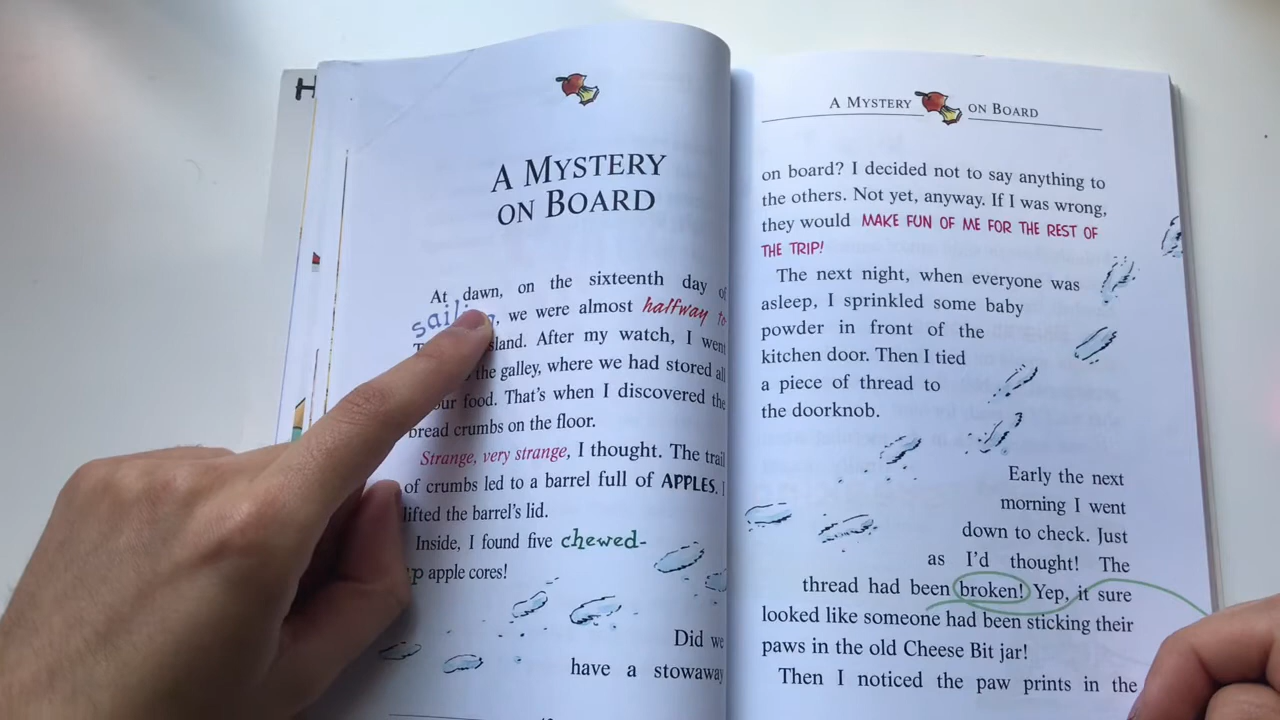 H
A MYSTERY
ON BOARD
At dawn, on the sixteenth day of
we were almost halfway to
After my watch, I went
the galley, where we had stored all
our food. That's when I discovered the
bread crumbs on the floor.
Strange, very strange, I thought. The trail
of crumbs led to a barrel full of APPLES. I
lifted the barrel's lid.
Inside, I found five chewed-
apple cores!
Did we
have a stowaway
A MYSTERY ON BOARD
on board? I decided not to say anything to
the others. Not yet, anyway. If I was wrong,
they would MAKE FUN OF ME FOR THE REST OF
THE TRIP!
The next night, when everyone was
asleep, I sprinkled some baby
powder in front of the
kitchen door. Then I tied
a piece of thread to
the doorknob.
Early the next
morning I went
down to check. Just
as I'd thought! The
thread had been broken! Yep, it sure
looked like someone had been sticking their
paws in the old Cheese Bit jar!
Then I noticed the paw prints in the